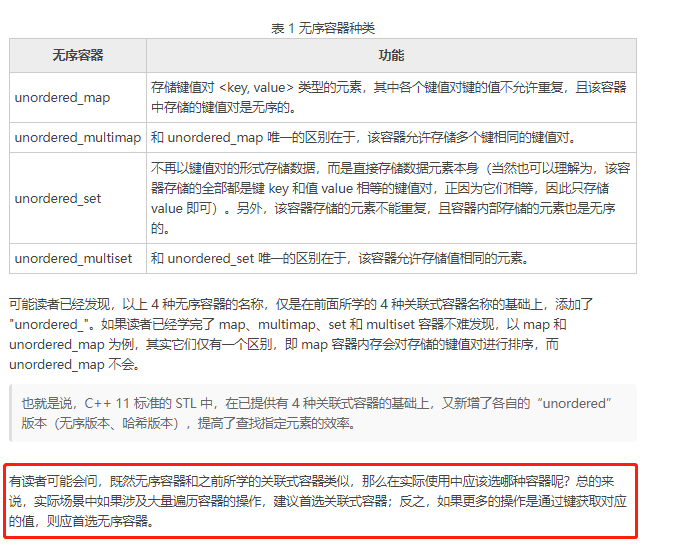 表 1 无序容器种类
无序容器 功能
unordered_map 存储键值对 <key, value> 类型的元素，其中各个键值对键的值不允许重复，且该容器
中存储的键值对是无序的。
unordered_multimap 和 unordered_map 唯一的区别在于，该容器允许存储多个键相同的键值对。
unordered_set 不再以键值对的形式存储数据，而是直接存储数据元素本身（当然也可以理解为，该容
器存储的全部都是键 key 和值 value 相等的键值对，正因为它们相等，因此只存储
value 即可）。另外，该容器存储的元素不能重复，且容器内部存储的元素也是无序
的。
unordered_multiset 和 unordered_set 唯一的区别在于，该容器允许存储值相同的元素。
可能读者已经发现，以上 4 种无序容器的名称，仅是在前面所学的 4 种关联式容器名称的基础上，添加了
"unordered_"。如果读者已经学完了 map、multimap、set 和 multiset 容器不难发现，以 map 和
unordered_map 为例，其实它们仅有一个区别，即 map 容器内存会对存储的键值对进行排序，而
unordered_map 不会。
也就是说，C++ 11 标准的 STL 中，在已提供有 4 种关联式容器的基础上，又新增了各自的“unordered”
版本（无序版本、哈希版本），提高了查找指定元素的效率。
有读者可能会问，既然无序容器和之前所学的关联式容器类似，那么在实际使用中应该选哪种容器呢？总的来
说，实际场景中如果涉及大量遍历容器的操作，建议首选关联式容器；反之，如果更多的操作是通过键获取对应
的值，则应首选无序容器。